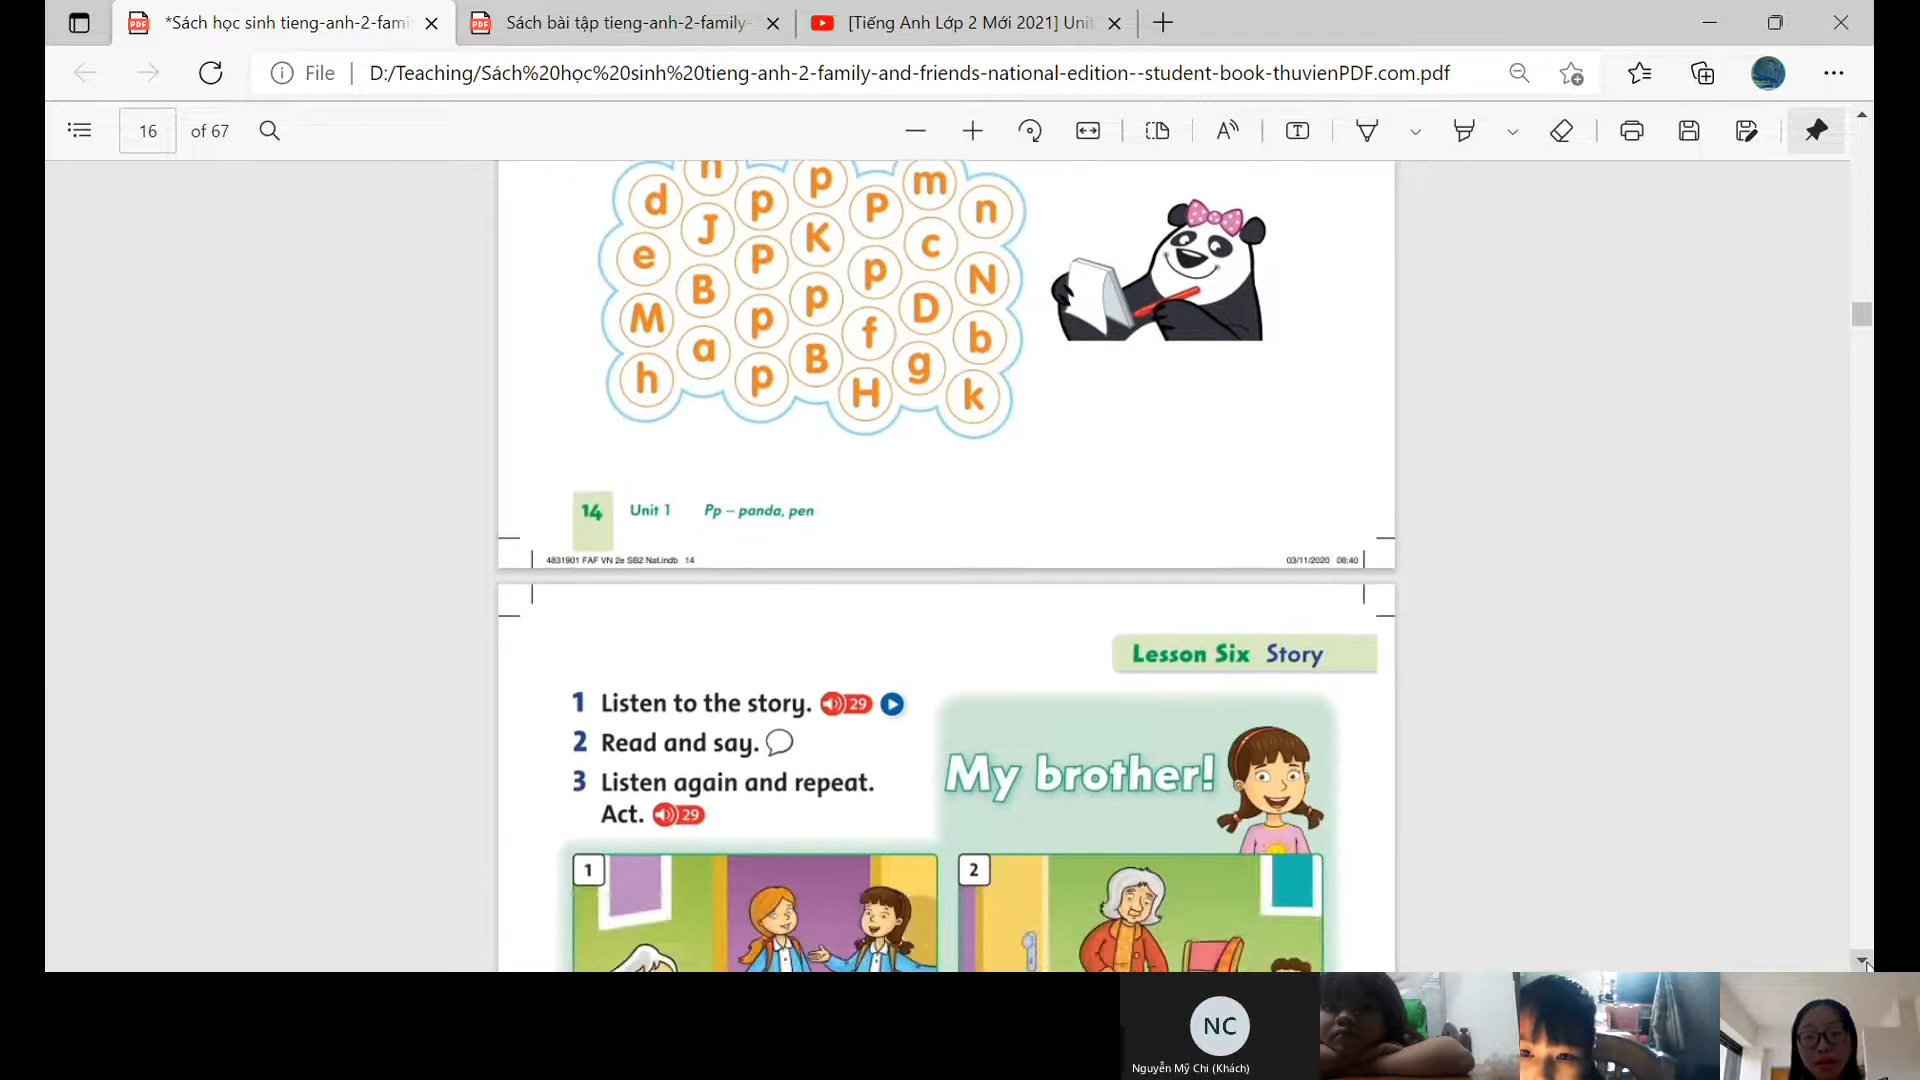 *Sách học sinh tieng-anh-2-fami
Sách bài tập tieng-anh-2-family-
[Tiếng Anh Lớp 2 Mới 2021] Uni
File
D:/Teaching/Sách%20học%20sinh%20tieng-anh-2-family-and-friends-national-edition--student-book-thuvienPDF.com.pdf
16 of 67
n p m
d p P n
J K c
e P p N
B p D
M p f b
a B g
h p H k
14 Unit 1 Pp – panda, pen
4831901 FAF VN 2e SB2 Nat.indb 14
03/11/2020 08:40
Lesson Six Story
1 Listen to the story. 29
2 Read and say.
3 Listen again and repeat.
Act. 29
My brother!
1
2
NC
Nguyễn Mỹ Chi (Khách)